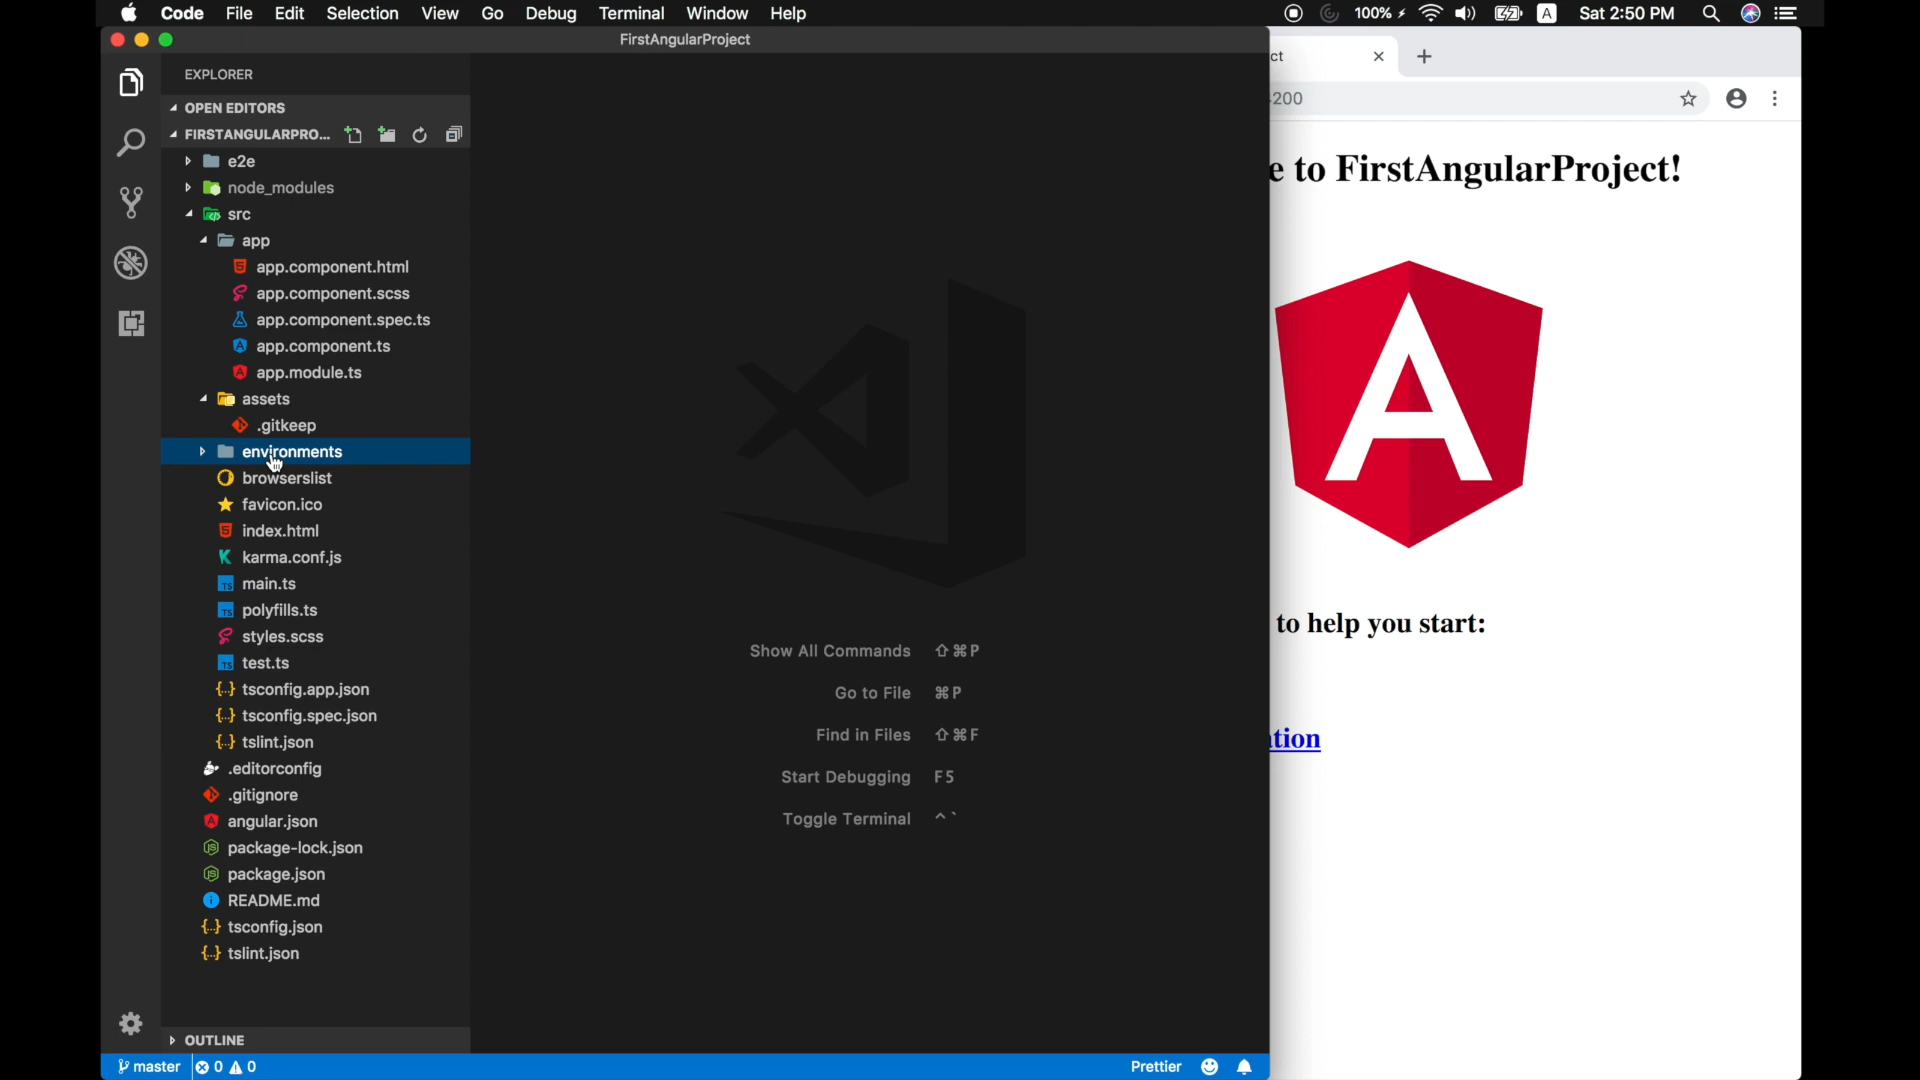 Code File Edit Selection View Go Debug Terminal Window Help
100% A Sat 2:50 PM
FirstAngularProject
EXPLORER
OPEN EDITORS
FIRSTANGULARPRO...
e2e
node_modules
src
app
app.component.html
app.component.scss
app.component.spec.ts
app.component.ts
app.module.ts
assets
.gitkeep
environments
browserslist
favicon.ico
index.html
karma.conf.js
main.ts
polyfills.ts
styles.scss
test.ts
tsconfig.app.json
tsconfig.spec.json
tslint.json
.editorconfig
.gitignore
angular.json
package-lock.json
package.json
README.md
tsconfig.json
tslint.json
OUTLINE
master 0 0
Prettier
Show All Commands ⇧⌘P
Go to File ⌘P
Find in Files ⇧⌘F
Start Debugging F5
Toggle Terminal ^`
ct
200
e to FirstAngularProject!
A
to help you start:
tion